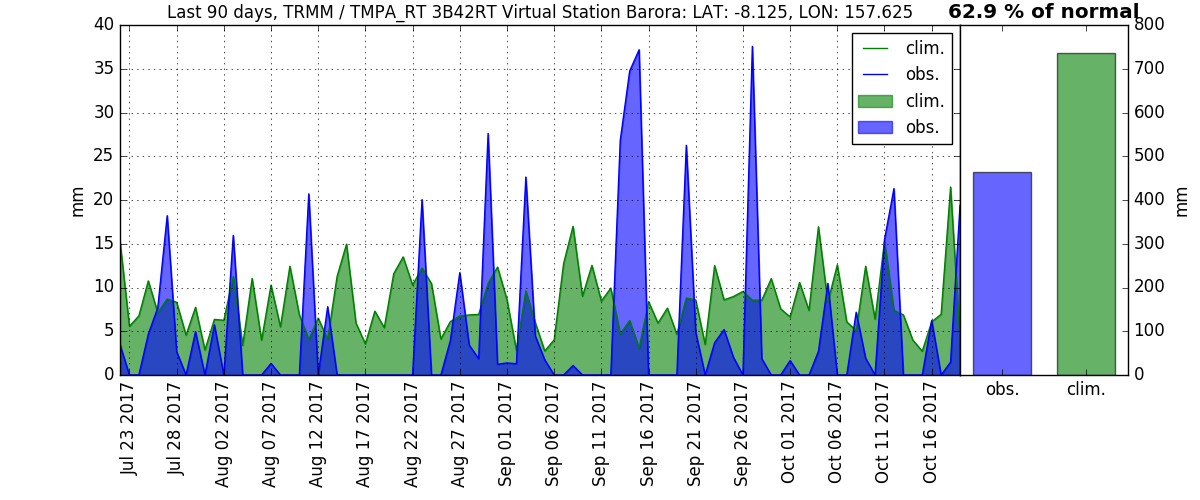 Last 90 days, TRMM / TMPA_RT 3B42RT Virtual Station Barora: LAT: -8.125, LON: 157.625
62.9 % of normal
40
35
30
25
20
15
10
5
0
mm
clim.
obs.
clim.
obs.
800
700
600
500
400
300
200
100
0
mm
obs.
clim.
Jul 23 2017
Jul 28 2017
Aug 02 2017
Aug 07 2017
Aug 12 2017
Aug 17 2017
Aug 22 2017
Aug 27 2017
Sep 01 2017
Sep 06 2017
Sep 11 2017
Sep 16 2017
Sep 21 2017
Sep 26 2017
Oct 01 2017
Oct 06 2017
Oct 11 2017
Oct 16 2017